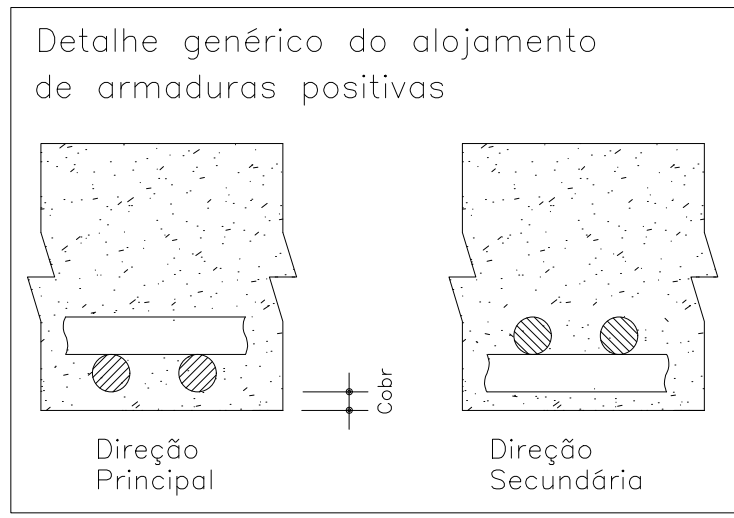 Detalhe genérico do alojamento
de armaduras positivas
Cobr
Direção
Principal
Direção
Secundária